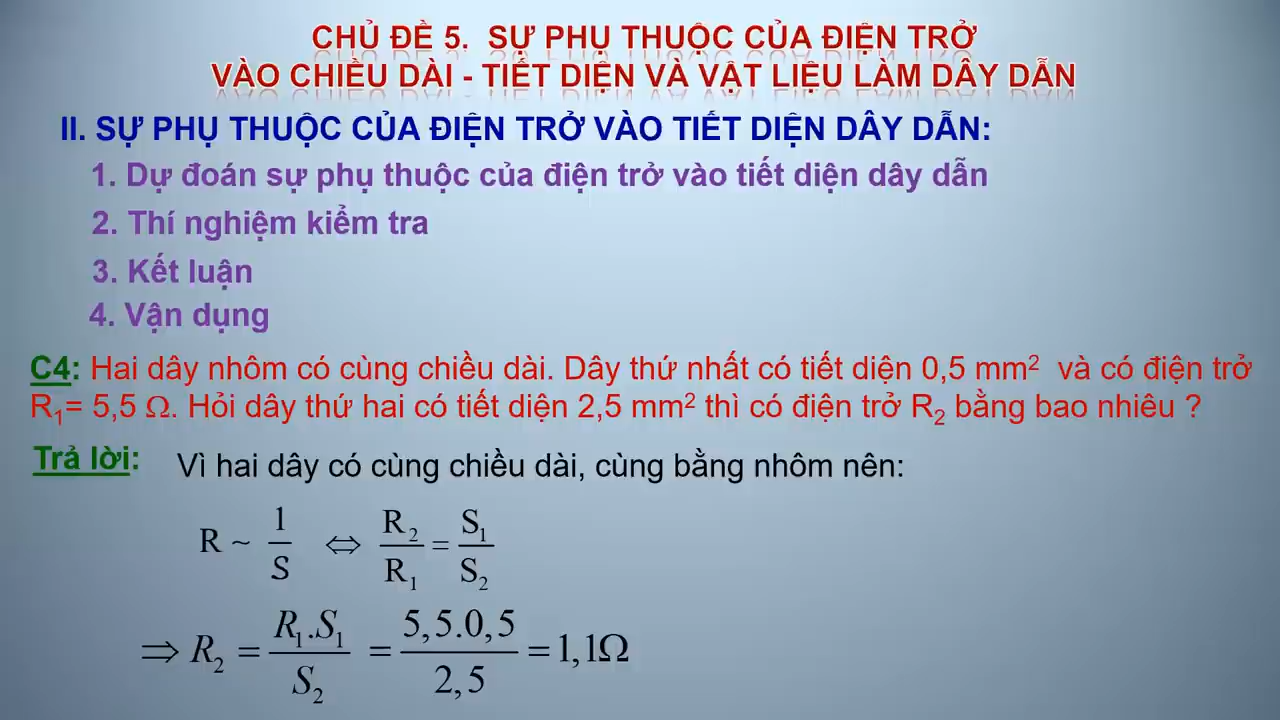 CHỦ ĐỀ 5. SỰ PHỤ THUỘC CỦA ĐIỆN TRỞ
VÀO CHIỀU DÀI - TIẾT DIỆN VÀ VẬT LIỆU LÀM DÂY DẪN
II. SỰ PHỤ THUỘC CỦA ĐIỆN TRỞ VÀO TIẾT DIỆN DÂY DẪN:
1. Dự đoán sự phụ thuộc của điện trở vào tiết diện dây dẫn
2. Thí nghiệm kiểm tra
3. Kết luận
4. Vận dụng
C4: Hai dây nhôm có cùng chiều dài. Dây thứ nhất có tiết diện 0,5 mm² và có điện trở
R₁= 5,5 Ω. Hỏi dây thứ hai có tiết diện 2,5 mm² thì có điện trở R₂ bằng bao nhiêu ?
Trả lời: Vì hai dây có cùng chiều dài, cùng bằng nhôm nên:
R ~ 1/S ⇔ R₂/R₁ = S₁/S₂
⇒ R₂ = R₁.S₁/S₂ = 5,5.0,5/2,5 = 1,1Ω